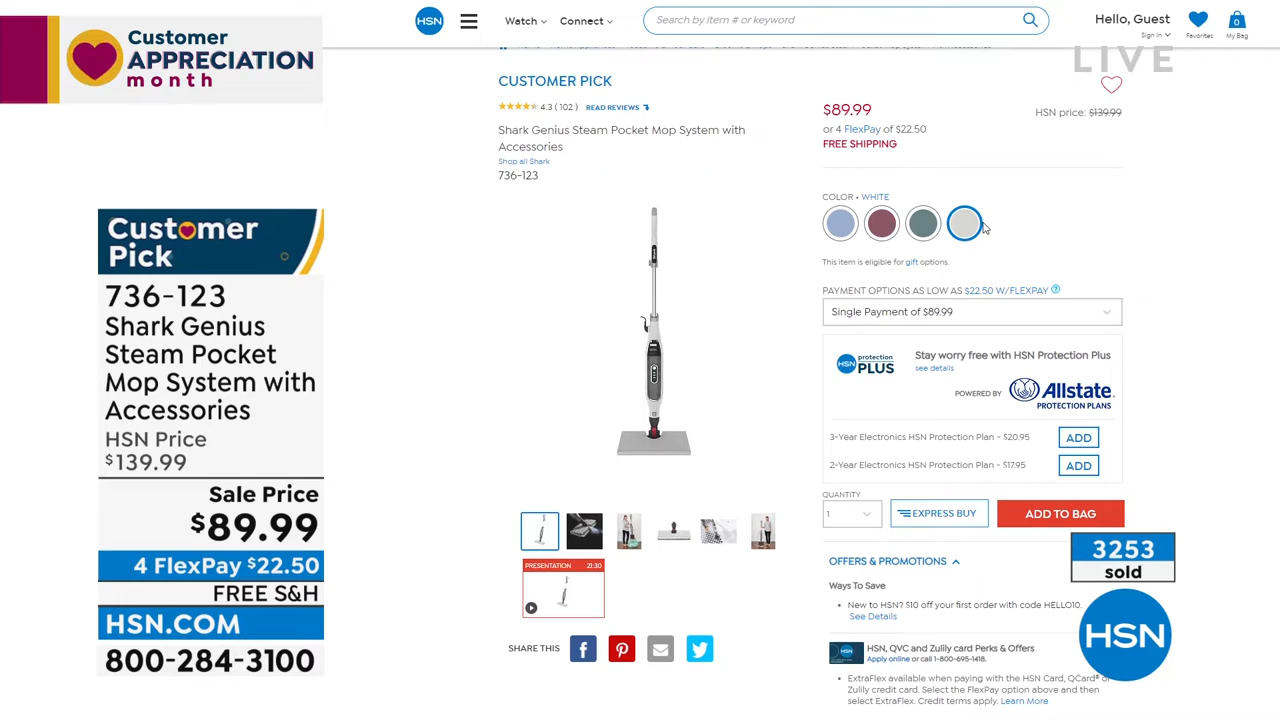 Customer
APPRECIATION
month
HSN
Watch
Connect
Search by item # or keyword
Hello, Guest
Sign in
Favorites
0
My Bag
LIVE
CUSTOMER PICK
4.3 ( 102 ) READ REVIEWS
Shark Genius Steam Pocket Mop System with
Accessories
Shop all Shark
736-123
$89.99
HSN price: $139.99
or 4 FlexPay of $22.50
FREE SHIPPING
COLOR • WHITE
This item is eligible for gift options.
PAYMENT OPTIONS AS LOW AS $22.50 W/FLEXPAY ?
Single Payment of $89.99
HSN protection PLUS
Stay worry free with HSN Protection Plus
see details
POWERED BY Allstate.
PROTECTION PLANS
3-Year Electronics HSN Protection Plan - $20.95 ADD
2-Year Electronics HSN Protection Plan - $17.95 ADD
QUANTITY
1
EXPRESS BUY
ADD TO BAG
OFFERS & PROMOTIONS
Ways To Save
• New to HSN? $10 off your first order with code HELLO10.
See Details
HSN, QVC and Zulily card Perks & Offers
Apply online or call 1-800-695-1418.
• ExtraFlex available when paying with the HSN Card, QCard® or
Zulily credit card. Select the FlexPay option above and then
select ExtraFlex. Credit terms apply. Learn More
PRESENTATION 21:30
SHARE THIS
Customer
Pick
736-123
Shark Genius
Steam Pocket
Mop System with
Accessories
HSN Price
$139.99
Sale Price
$89.99
4 FlexPay $22.50
FREE S&H
HSN.COM
800-284-3100
3253
sold
HSN